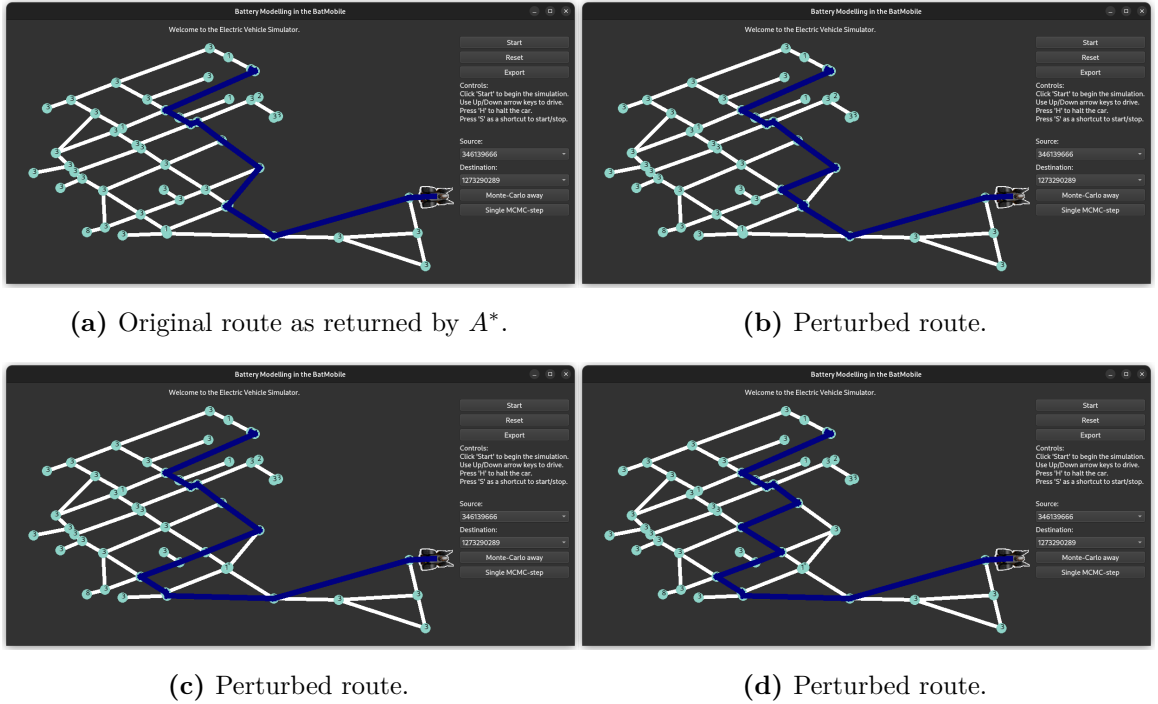 Battery Modelling in the BatMobile
Welcome to the Electric Vehicle Simulator.
Start
Reset
Export
Controls:
Click 'Start' to begin the simulation.
Use Up/Down arrow keys to drive.
Press 'H' to halt the car.
Press 'S' as a shortcut to start/stop.
Source:
346139666
Destination:
1273290289
Monte-Carlo away
Single MCMC-step
(a) Original route as returned by A*.
Battery Modelling in the BatMobile
Welcome to the Electric Vehicle Simulator.
Start
Reset
Export
Controls:
Click 'Start' to begin the simulation.
Use Up/Down arrow keys to drive.
Press 'H' to halt the car.
Press 'S' as a shortcut to start/stop.
Source:
346139666
Destination:
1273290289
Monte-Carlo away
Single MCMC-step
(b) Perturbed route.
Battery Modelling in the BatMobile
Welcome to the Electric Vehicle Simulator.
Start
Reset
Export
Controls:
Click 'Start' to begin the simulation.
Use Up/Down arrow keys to drive.
Press 'H' to halt the car.
Press 'S' as a shortcut to start/stop.
Source:
346139666
Destination:
1273290289
Monte-Carlo away
Single MCMC-step
(c) Perturbed route.
Battery Modelling in the BatMobile
Welcome to the Electric Vehicle Simulator.
Start
Reset
Export
Controls:
Click 'Start' to begin the simulation.
Use Up/Down arrow keys to drive.
Press 'H' to halt the car.
Press 'S' as a shortcut to start/stop.
Source:
346139666
Destination:
1273290289
Monte-Carlo away
Single MCMC-step
(d) Perturbed route.